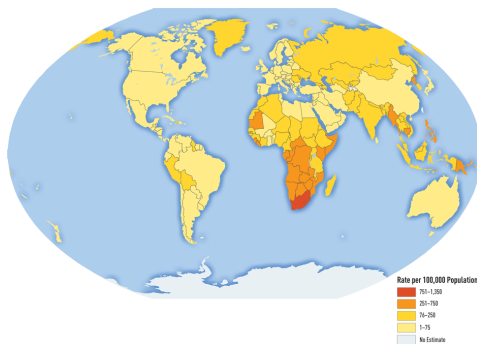 Rate per 100,000 Population
751–1,350
251–750
76–250
1–75
No Estimate